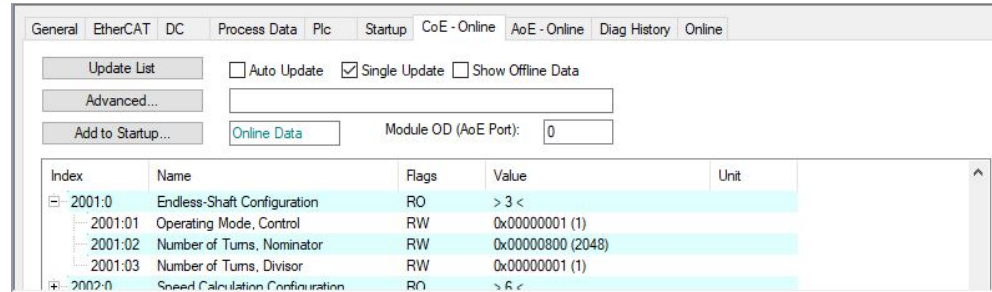 General EtherCAT DC Process Data Plc Startup CoE - Online AoE - Online Diag History Online
Update List Auto Update Single Update Show Offline Data
Advanced...
Add to Startup... Online Data Module OD (AoE Port): 0
Index Name Flags Value Unit
2001:0 Endless-Shaft Configuration RO > 3 <
2001:01 Operating Mode, Control RW 0x00000001 (1)
2001:02 Number of Turns, Nominator RW 0x00000800 (2048)
2001:03 Number of Turns, Divisor RW 0x00000001 (1)
2002:0 Speed Calculation Configuration RO > 6 <